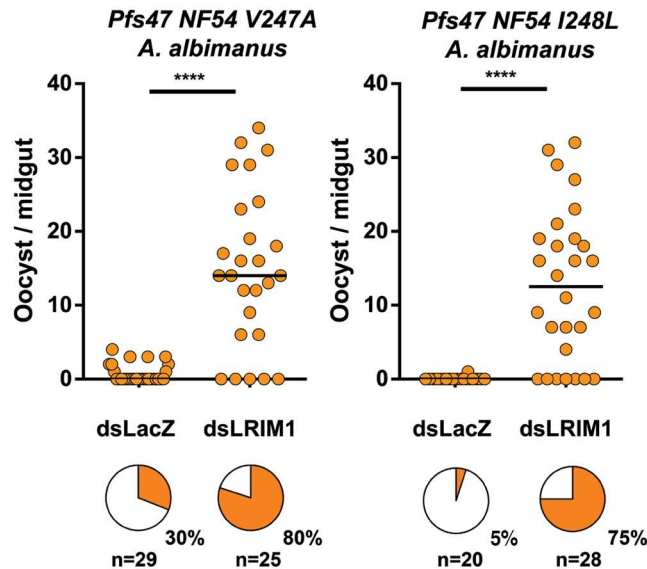 Pfs47 NF54 V247A
A. albimanus
****
Oocyst / midgut
40
30
20
10
0
dsLacZ dsLRIM1
30% 80%
n=29 n=25
Pfs47 NF54 I248L
A. albimanus
****
Oocyst / midgut
40
30
20
10
0
dsLacZ dsLRIM1
5% 75%
n=20 n=28